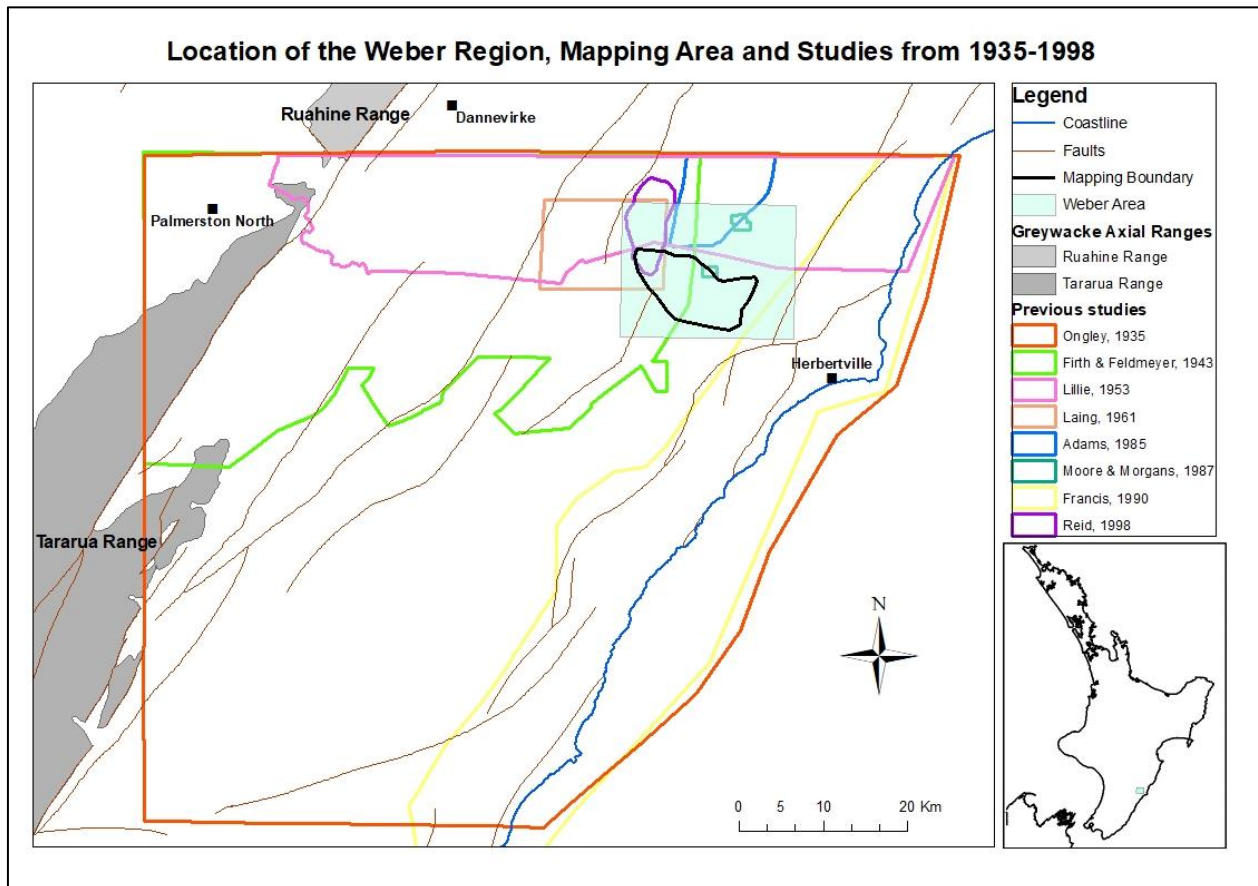 Location of the Weber Region, Mapping Area and Studies from 1935-1998
Ruahine Range
Dannevirke
Palmerston North
Herbertville
Tararua Range
N
0 5 10 20 Km
Legend
Coastline
Faults
Mapping Boundary
Weber Area
Greywacke Axial Ranges
Ruahine Range
Tararua Range
Previous studies
Ongley, 1935
Firth & Feldmeyer, 1943
Lillie, 1953
Laing, 1961
Adams, 1985
Moore & Morgans, 1987
Francis, 1990
Reid, 1998